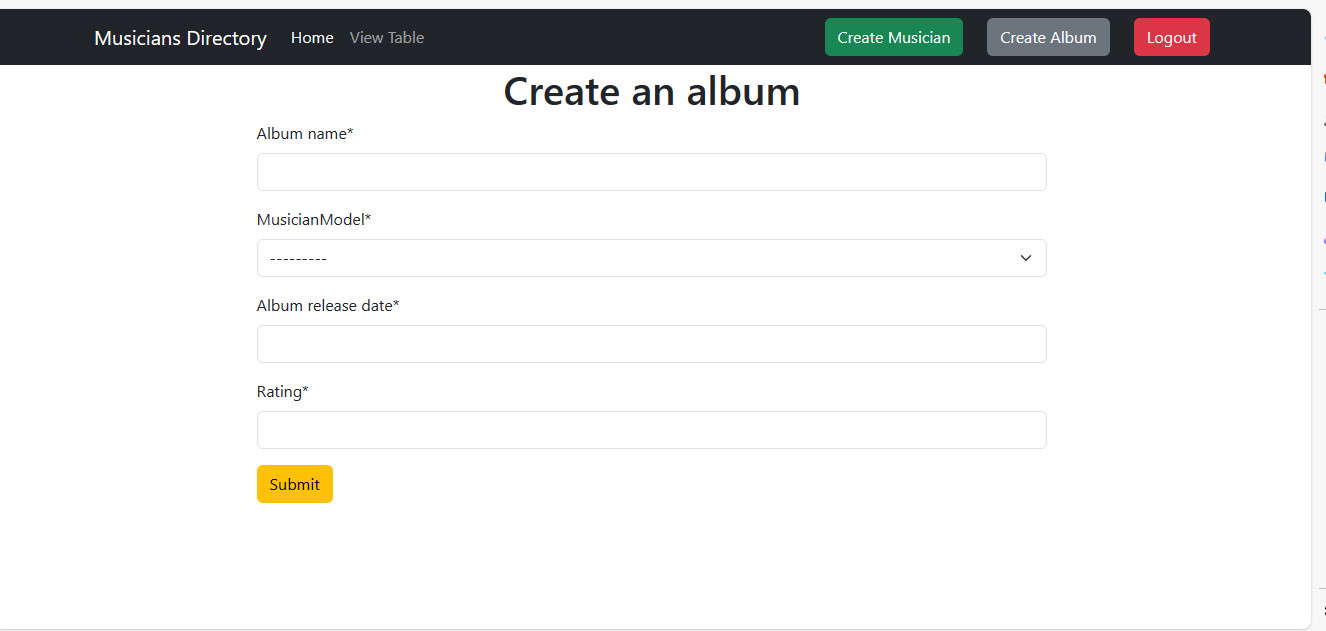 Musicians Directory Home View Table Create Musician Create Album Logout
Create an album
Album name*
MusicianModel*
---------
Album release date*
Rating*
Submit